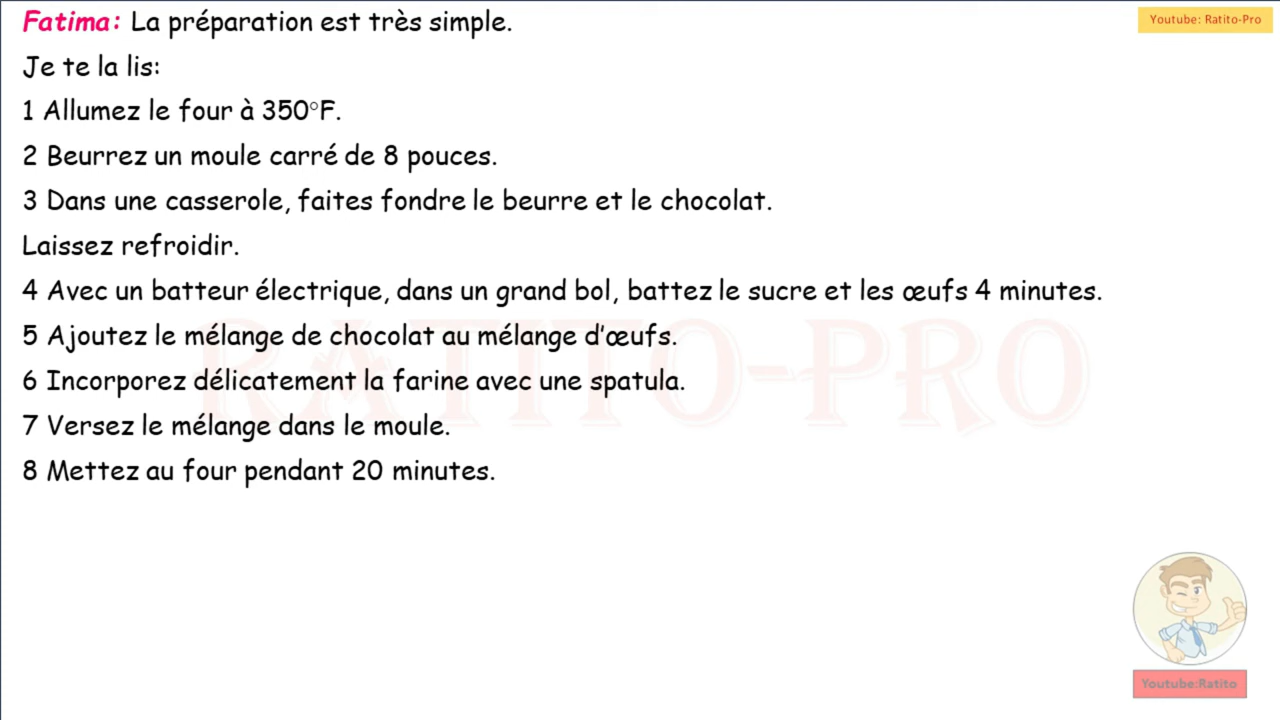 Fatima: La préparation est très simple.
Youtube: Ratito-Pro
Je te la lis:
1 Allumez le four à 350°F.
2 Beurrez un moule carré de 8 pouces.
3 Dans une casserole, faites fondre le beurre et le chocolat.
Laissez refroidir.
4 Avec un batteur électrique, dans un grand bol, battez le sucre et les œufs 4 minutes.
5 Ajoutez le mélange de chocolat au mélange d'œufs.
RATITO-PRO
6 Incorporez délicatement la farine avec une spatula.
7 Versez le mélange dans le moule.
8 Mettez au four pendant 20 minutes.
Youtube:Ratito